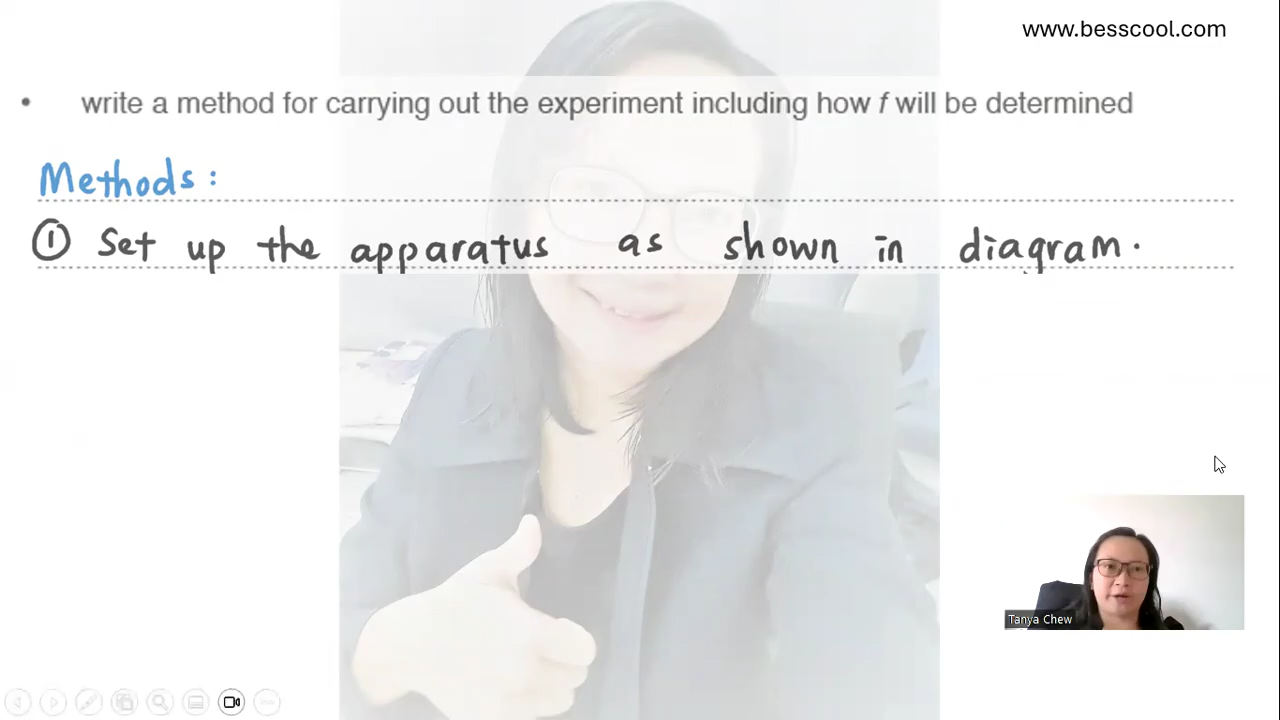 www.besscool.com
• write a method for carrying out the experiment including how f will be determined
Methods:
① Set up the apparatus as shown in diagram.
Tanya Chew